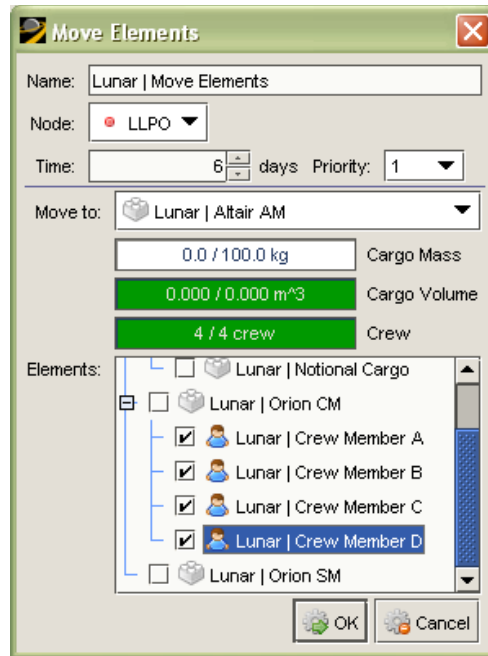 Move Elements
Name: Lunar | Move Elements
Node: LLPO
Time: 6 days Priority: 1
Move to: Lunar | Altair AM
0.0 / 100.0 kg Cargo Mass
0.000 / 0.000 m^3 Cargo Volume
4 / 4 crew Crew
Elements: Lunar | Notional Cargo
Lunar | Orion CM
Lunar | Crew Member A
Lunar | Crew Member B
Lunar | Crew Member C
Lunar | Crew Member D
Lunar | Orion SM
OK Cancel